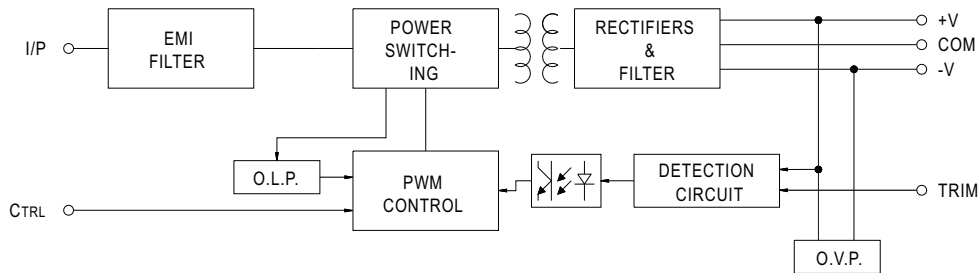 I/P
EMI
FILTER
POWER
SWITCH-
ING
RECTIFIERS
&
FILTER
+V
COM
-V
O.L.P.
PWM
CONTROL
DETECTION
CIRCUIT
TRIM
CTRL
O.V.P.